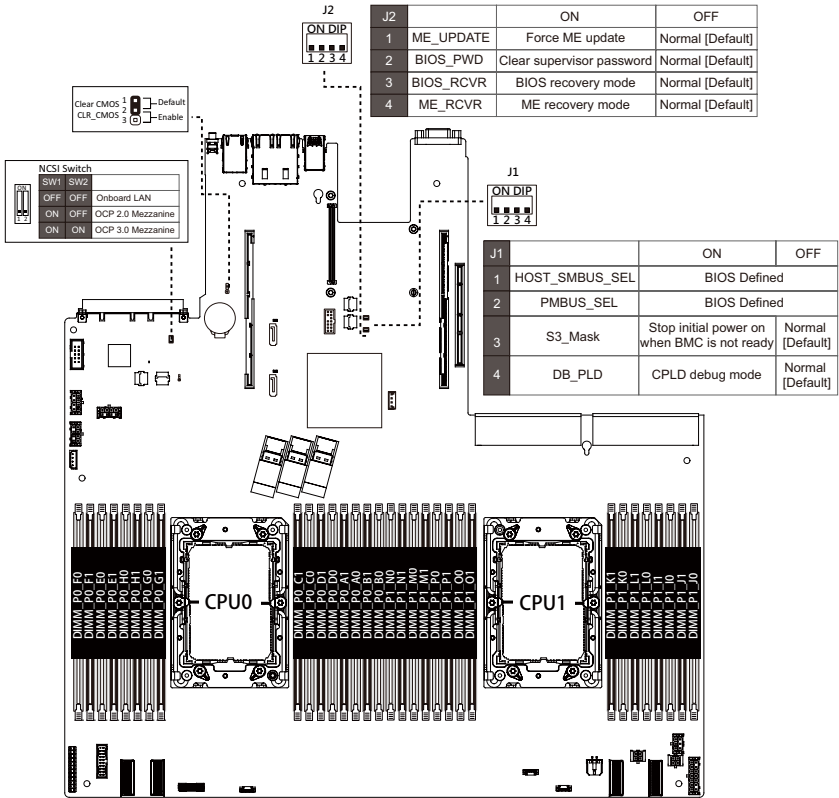 J2
ON DIP
1 2 3 4
J2 ON OFF
1 ME_UPDATE Force ME update Normal [Default]
2 BIOS_PWD Clear supervisor password Normal [Default]
3 BIOS_RCVR BIOS recovery mode Normal [Default]
4 ME_RCVR ME recovery mode Normal [Default]
Clear CMOS 1 Default
CLR_CMOS 2
3 Enable
NCSI Switch
ON
1 2
SW1 SW2
OFF OFF Onboard LAN
ON OFF OCP 2.0 Mezzanine
ON ON OCP 3.0 Mezzanine
J1
ON DIP
1 2 3 4
J1 ON OFF
1 HOST_SMBUS_SEL BIOS Defined
2 PMBUS_SEL BIOS Defined
3 S3_Mask Stop initial power on when BMC is not ready Normal [Default]
4 DB_PLD CPLD debug mode Normal [Default]
DIMM_P0_F0
DIMM_P0_F1
DIMM_P0_E0
DIMM_P0_E1
DIMM_P0_H0
DIMM_P0_H1
DIMM_P0_G0
DIMM_P0_G1
CPU0
DIMM_P0_C1
DIMM_P0_C0
DIMM_P0_D1
DIMM_P0_D0
DIMM_P0_A1
DIMM_P0_A0
DIMM_P0_B1
DIMM_P0_B0
DIMM_P1_N0
DIMM_P1_N1
DIMM_P1_M0
DIMM_P1_M1
DIMM_P1_P0
DIMM_P1_P1
DIMM_P1_O0
DIMM_P1_O1
CPU1
DIMM_P1_K1
DIMM_P1_K0
DIMM_P1_L1
DIMM_P1_L0
DIMM_P1_I1
DIMM_P1_I0
DIMM_P1_J1
DIMM_P1_J0